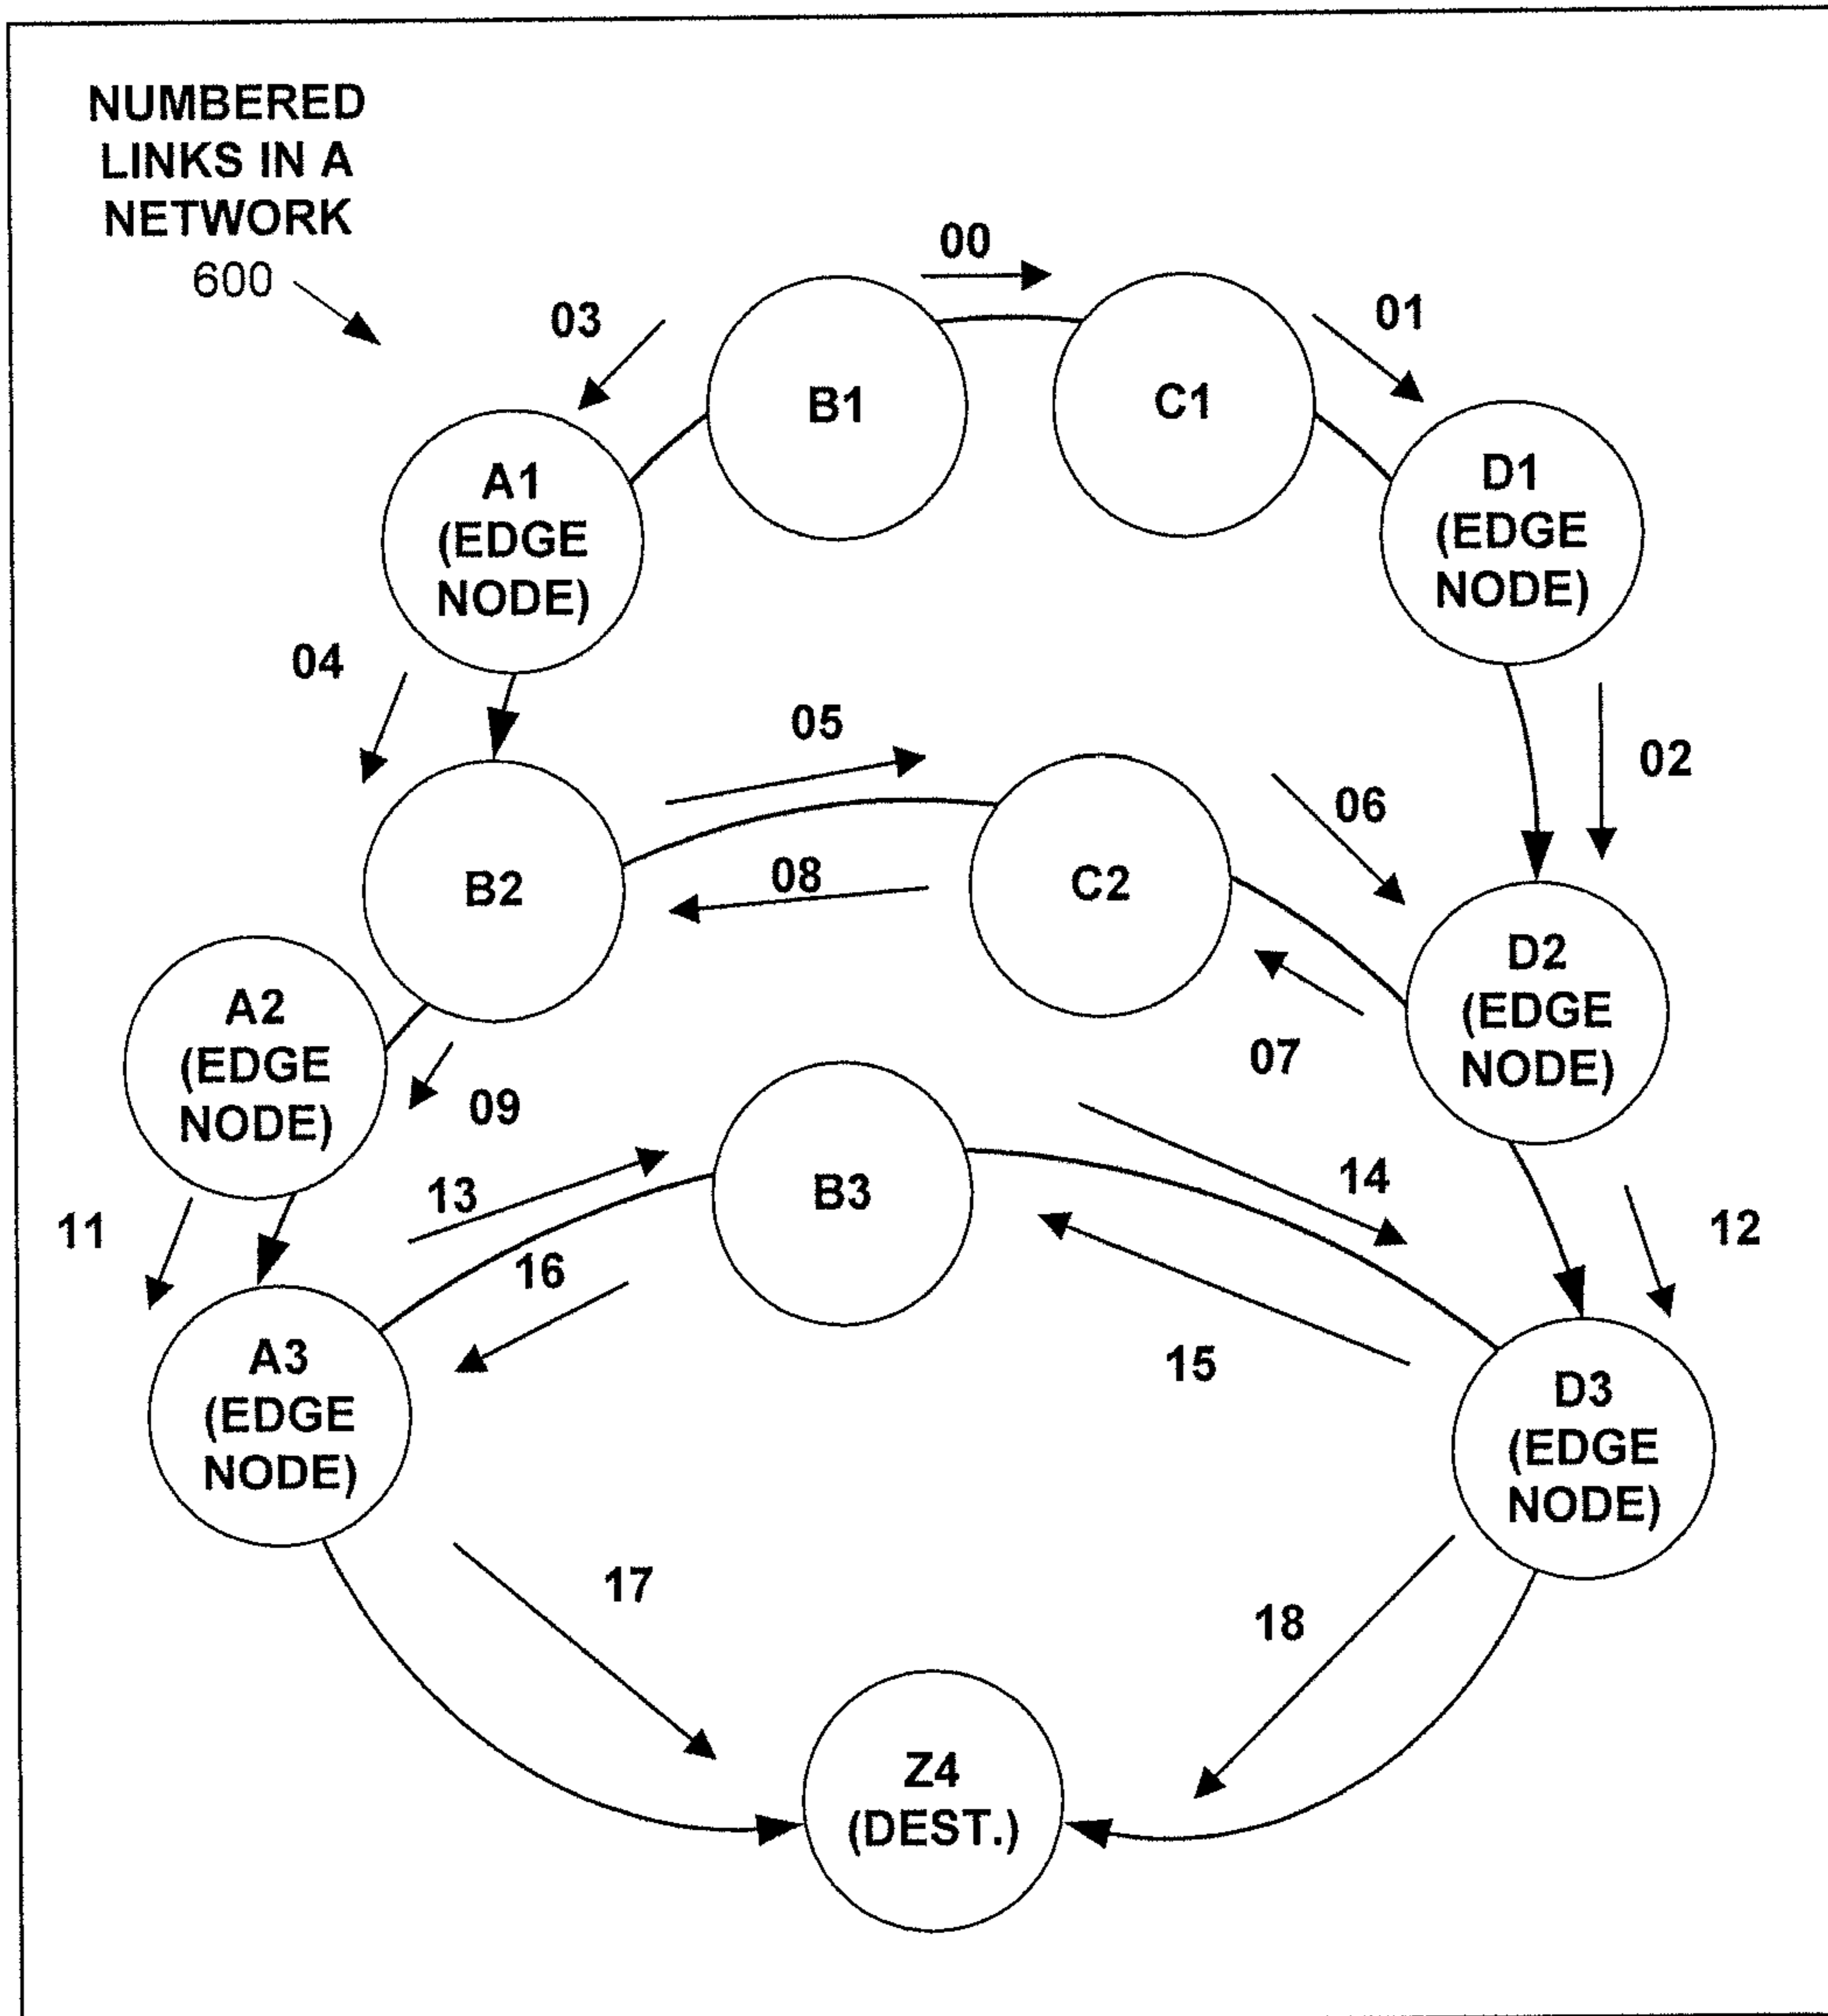 NUMBERED
LINKS IN A
NETWORK
600
00
03
01
B1
C1
A1
(EDGE
NODE)
D1
(EDGE
NODE)
04
05
02
06
B2
08
C2
D2
(EDGE
NODE)
A2
(EDGE
NODE)
07
09
13
B3
14
11
12
16
15
A3
(EDGE
NODE)
D3
(EDGE
NODE)
17
18
Z4
(DEST.)